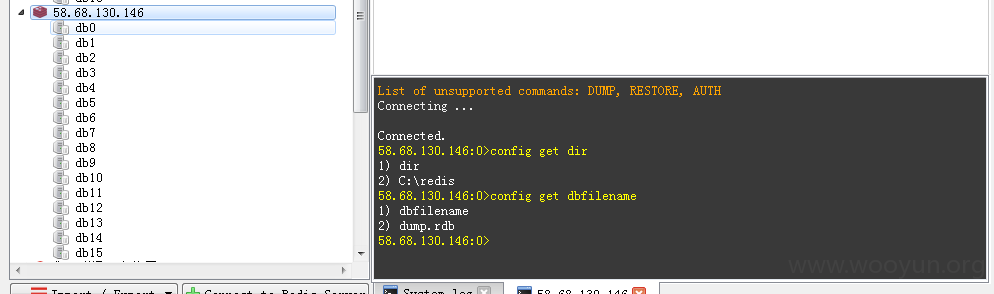 58.68.130.146
db0
db1
db2
db3
db4
db5
db6
db7
db8
db9
db10
db11
db12
db13
db14
db15
List of unsupported commands: DUMP, RESTORE, AUTH
Connecting ...
Connected.
58.68.130.146:0>config get dir
1) dir
2) C:\redis
58.68.130.146:0>config get dbfilename
1) dbfilename
2) dump.rdb
58.68.130.146:0>
www.wooyun.org
Import / Export
Connect to Redis Server
System log
58.68.130.146